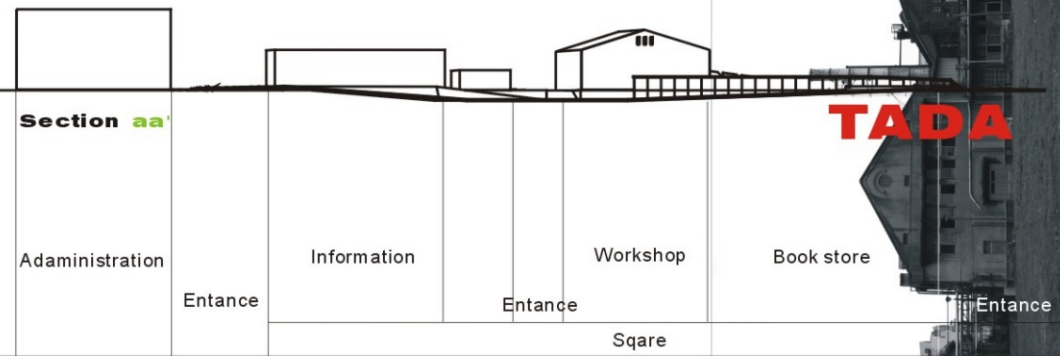 Section aa'
TADA
Adaministration
Information
Workshop
Book store
Entance
Entance
Entance
Sqare